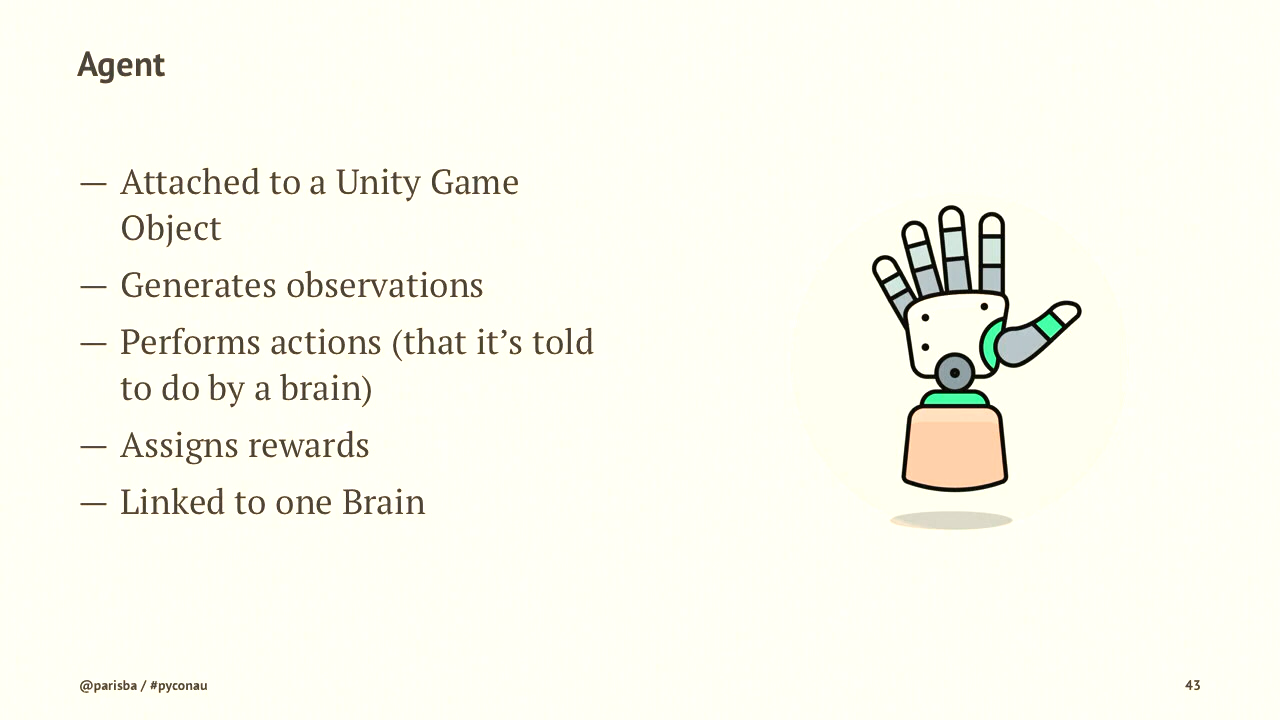 Agent
— Attached to a Unity Game
Object
— Generates observations
— Performs actions (that it’s told
to do by a brain)
— Assigns rewards
— Linked to one Brain
@parisba / #pyconau
43